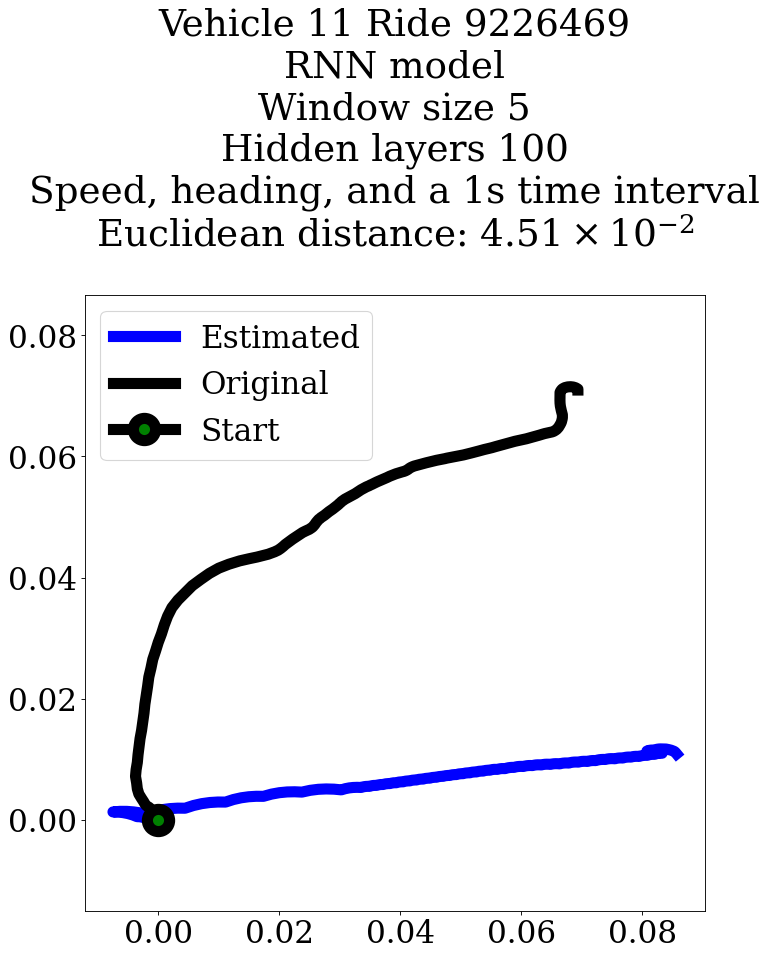 Vehicle 11 Ride 9226469
RNN model
Window size 5
Hidden layers 100
Speed, heading, and a 1s time interval
Euclidean distance: 4.51 × 10⁻²
Estimated
Original
Start
0.08
0.06
0.04
0.02
0.00
0.00 0.02 0.04 0.06 0.08